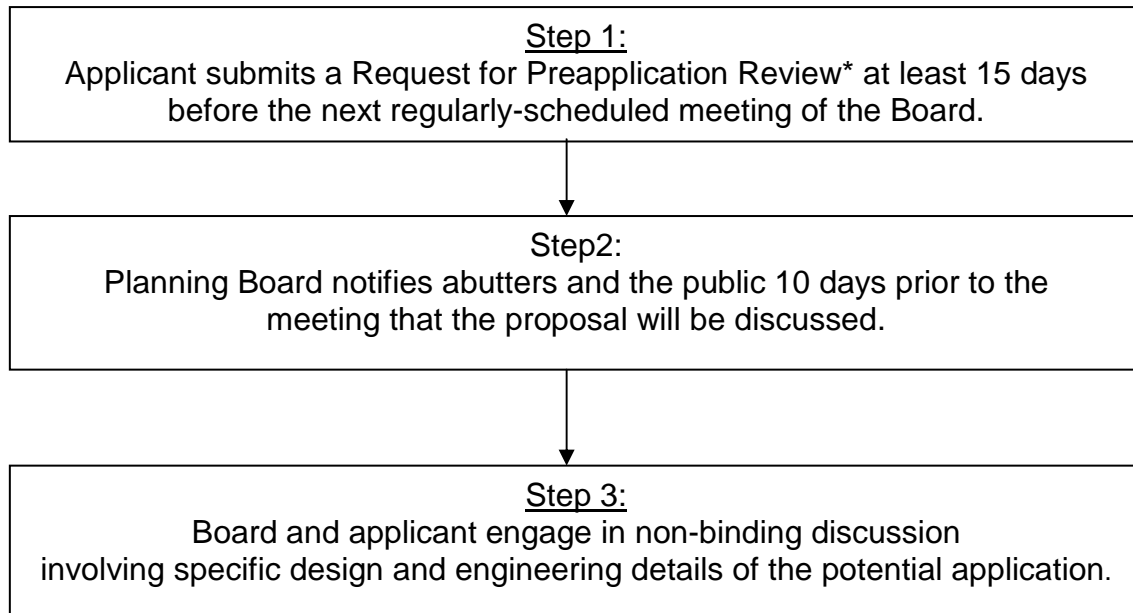 Step 1:
Applicant submits a Request for Preapplication Review* at least 15 days
before the next regularly-scheduled meeting of the Board.
Step2:
Planning Board notifies abutters and the public 10 days prior to the
meeting that the proposal will be discussed.
Step 3:
Board and applicant engage in non-binding discussion
involving specific design and engineering details of the potential application.